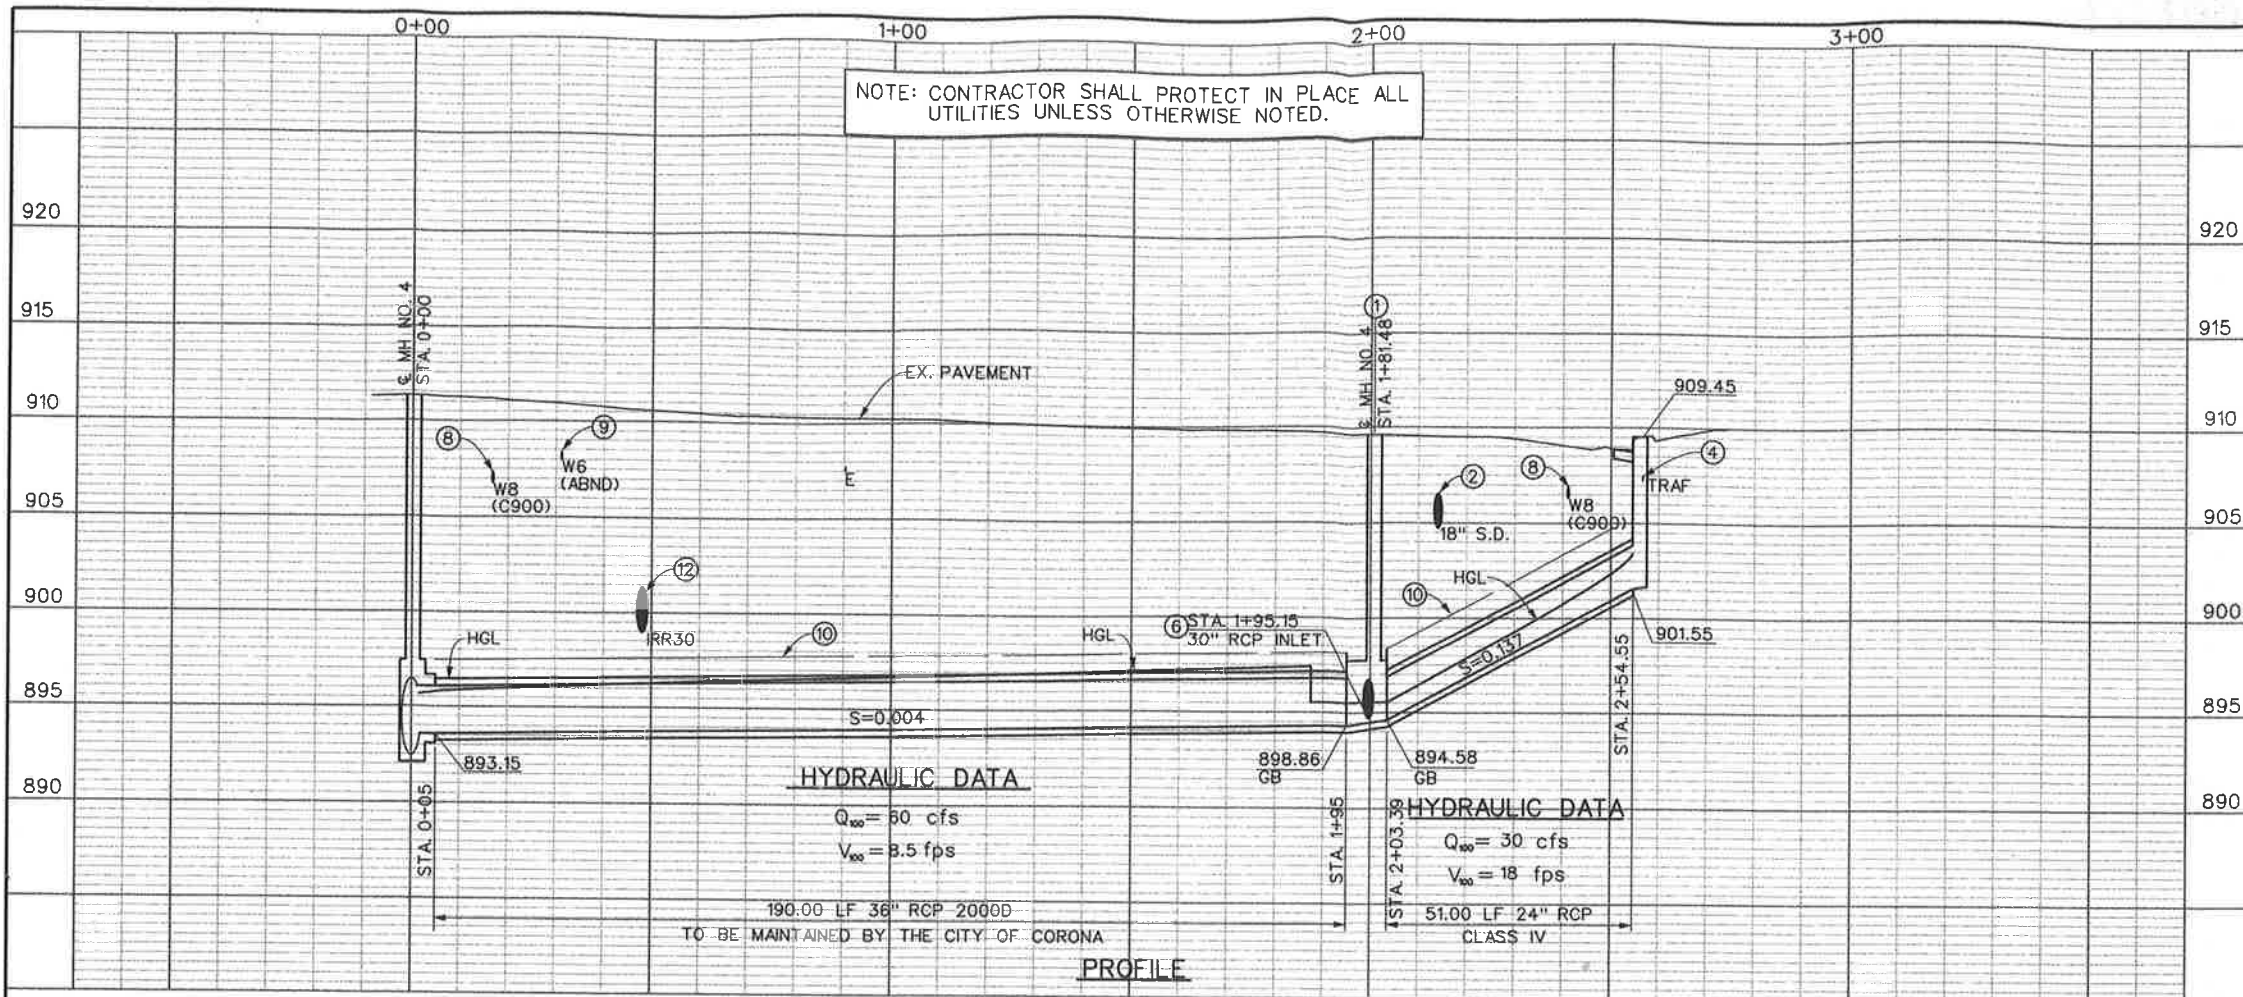 0+00
1+00
2+00
3+00
NOTE: CONTRACTOR SHALL PROTECT IN PLACE ALL
UTILITIES UNLESS OTHERWISE NOTED.
920
920
915
915
910
910
905
905
900
900
895
895
890
890
℄ MH NO. 4
STA. 0+00
EX. PAVEMENT
1
℄ MH NO. 4
STA. 1+81.48
909.45
8
W8
(C900)
9
W6
(ABND)
E
2
18" S.D.
8
W8
(C900)
4
TRAF
12
IRR30
HGL
10
HGL
6 STA. 1+95.15
30" RCP INLET
10
HGL
S=0.137
S=0.004
901.55
STA. 2+54.55
893.15
898.86
GB
894.58
GB
STA. 0+05
HYDRAULIC DATA
Q₁₀₀= 60 cfs
V₁₀₀= 8.5 fps
STA. 1+95
STA. 2+03.39
HYDRAULIC DATA
Q₁₀₀= 30 cfs
V₁₀₀= 18 fps
190.00 LF 36" RCP 2000D
TO BE MAINTAINED BY THE CITY OF CORONA
51.00 LF 24" RCP
CLASS IV
PROFILE